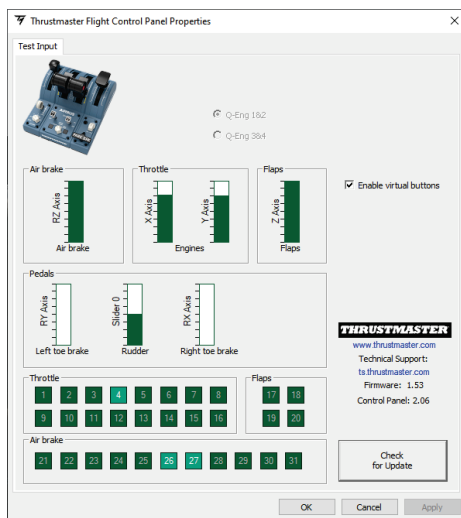 Thrustmaster Flight Control Panel Properties
Test Input
Q-Eng 1&2
Q-Eng 3&4
Air brake
RZ Axis
Air brake
Throttle
X Axis
Y Axis
Engines
Flaps
Z Axis
Flaps
Enable virtual buttons
Pedals
RY Axis
Left toe brake
Slider 0
Rudder
RX Axis
Right toe brake
THRUSTMASTER
www.thrustmaster.com
Technical Support:
ts.thrustmaster.com
Firmware: 1.53
Control Panel: 2.06
Throttle
1 2 3 4 5 6 7 8
9 10 11 12 13 14 15 16
Flaps
17 18
19 20
Air brake
21 22 23 24 25 26 27 28 29 30 31
Check
for Update
OK Cancel Apply